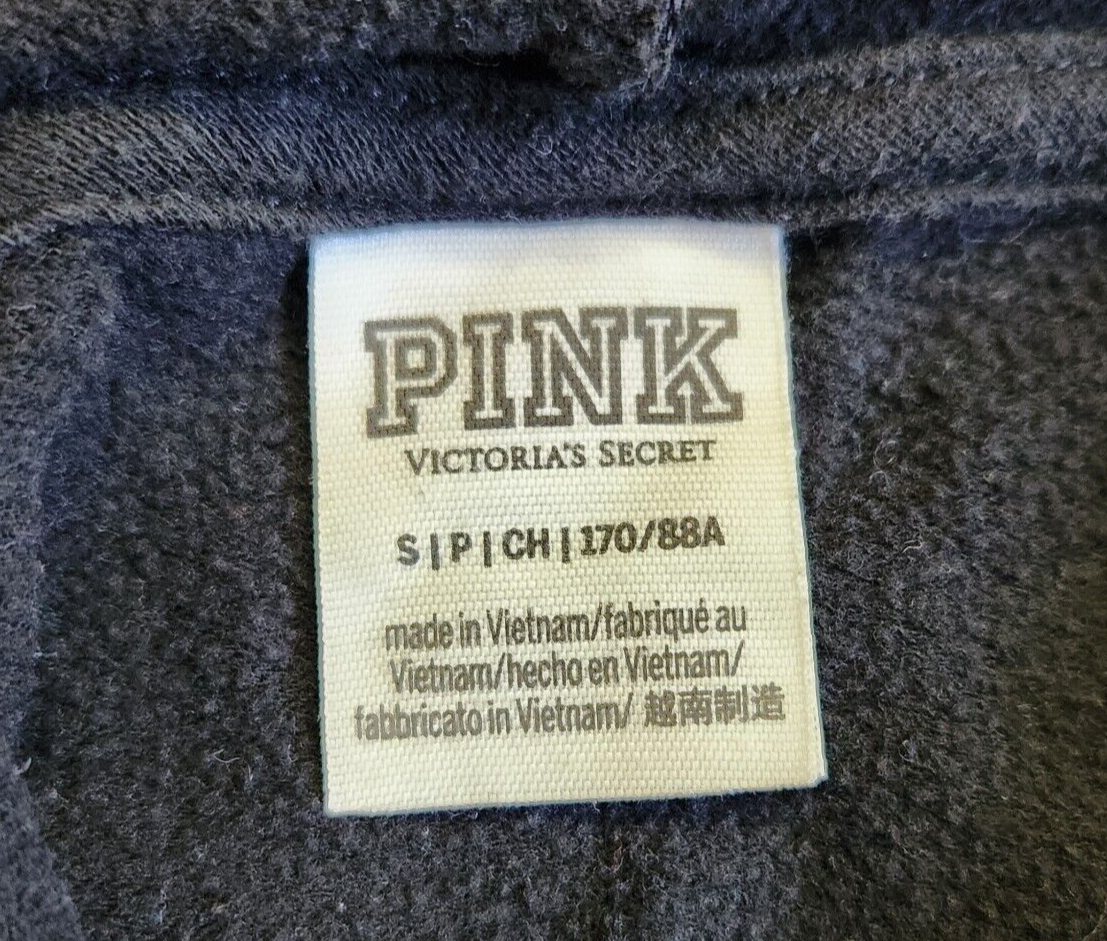 PINK
VICTORIA'S SECRET
S | P | CH | 170/88A
made in Vietnam/fabriqué au
Vietnam/hecho en Vietnam/
fabbricato in Vietnam/ 越南制造